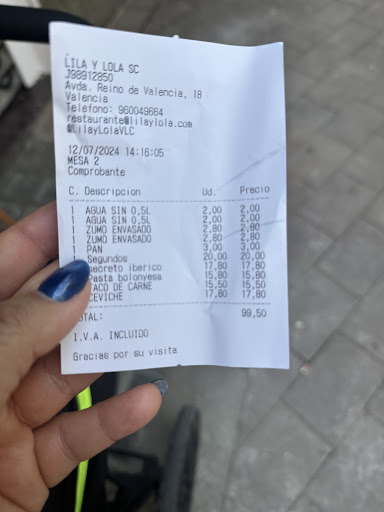 LILA Y LOLA SC
J98912850
Avda. Reino de Valencia, 18
Valencia
Telefono: 960049664
restaurante@lilaylola.com
@LilayLolaVLC
12/07/2024 14:16:05
MESA 2
Comprobante
C. Descripcion Ud. Precio
1 AGUA SIN 0,5L 2,00 2,00
1 AGUA SIN 0,5L 2,00 2,00
1 ZUMO ENVASADO 2,80 2,80
1 ZUMO ENVASADO 2,80 2,80
1 PAN 3,00 3,00
Segundos 20,00 20,00
secreto iberico 17,80 17,80
Pasta bolonyesa 15,80 15,80
TACO DE CARNE 15,50 15,50
CEVICHE 17,80 17,80
TOTAL: 99,50
I.V.A. INCLUIDO
Gracias por su visita